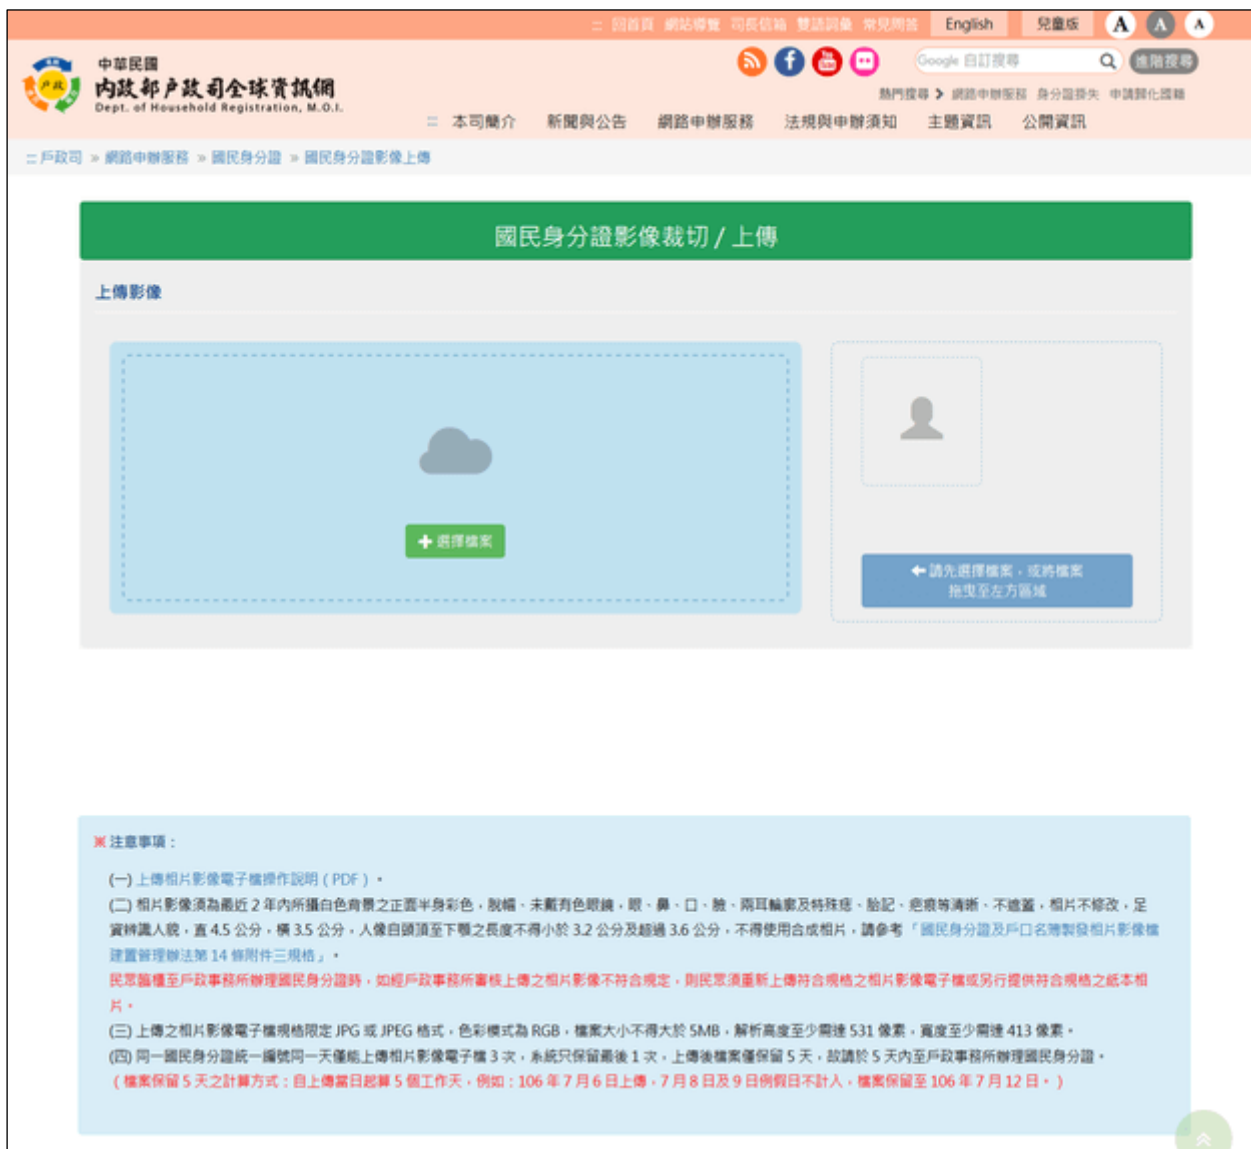 :: 回首頁 網站導覽 司長信箱 雙語詞彙 常見問答 English 兒童版 A A A
中華民國
內政部戶政司全球資訊網
Dept. of Household Registration, M.O.I.
Google 自訂搜尋 進階搜尋
熱門搜尋 > 網路申辦服務 身分證掛失 申請歸化國籍
:: 本司簡介 新聞與公告 網路申辦服務 法規與申辦須知 主題資訊 公開資訊
:: 戶政司 » 網路申辦服務 » 國民身分證 » 國民身分證影像上傳
國民身分證影像裁切 / 上傳
上傳影像
選擇檔案
請先選擇檔案，或將檔案
拖曳至左方區域
※ 注意事項：
(一) 上傳相片影像電子檔操作說明 ( PDF ) 。
(二) 相片影像須為最近 2 年內所攝白色背景之正面半身彩色，脫帽、未戴有色眼鏡，眼、鼻、口、臉、兩耳輪廓及特殊痣、胎記、疤痕等清晰、不遮蓋，相片不修改，足
資辨識人貌，直 4.5 公分，橫 3.5 公分，人像自頭頂至下顎之長度不得小於 3.2 公分及超過 3.6 公分，不得使用合成相片，請參考 「國民身分證及戶口名簿製發相片影像檔
建置管理辦法第 14 條附件三規格」 。
民眾臨櫃至戶政事務所辦理國民身分證時，如經戶政事務所審核上傳之相片影像不符合規定，則民眾須重新上傳符合規格之相片影像電子檔或另行提供符合規格之紙本相
片。
(三) 上傳之相片影像電子檔規格限定 JPG 或 JPEG 格式，色彩模式為 RGB，檔案大小不得大於 5MB，解析高度至少需達 531 像素，寬度至少需達 413 像素。
(四) 同一國民身分證統一編號同一天僅能上傳相片影像電子檔 3 次，系統只保留最後 1 次，上傳後檔案僅保留 5 天，故請於 5 天內至戶政事務所辦理國民身分證。
( 檔案保留 5 天之計算方式：自上傳當日起算 5 個工作天，例如：106 年 7 月 6 日上傳，7 月 8 日及 9 日例假日不計入，檔案保留至 106 年 7 月 12 日。)